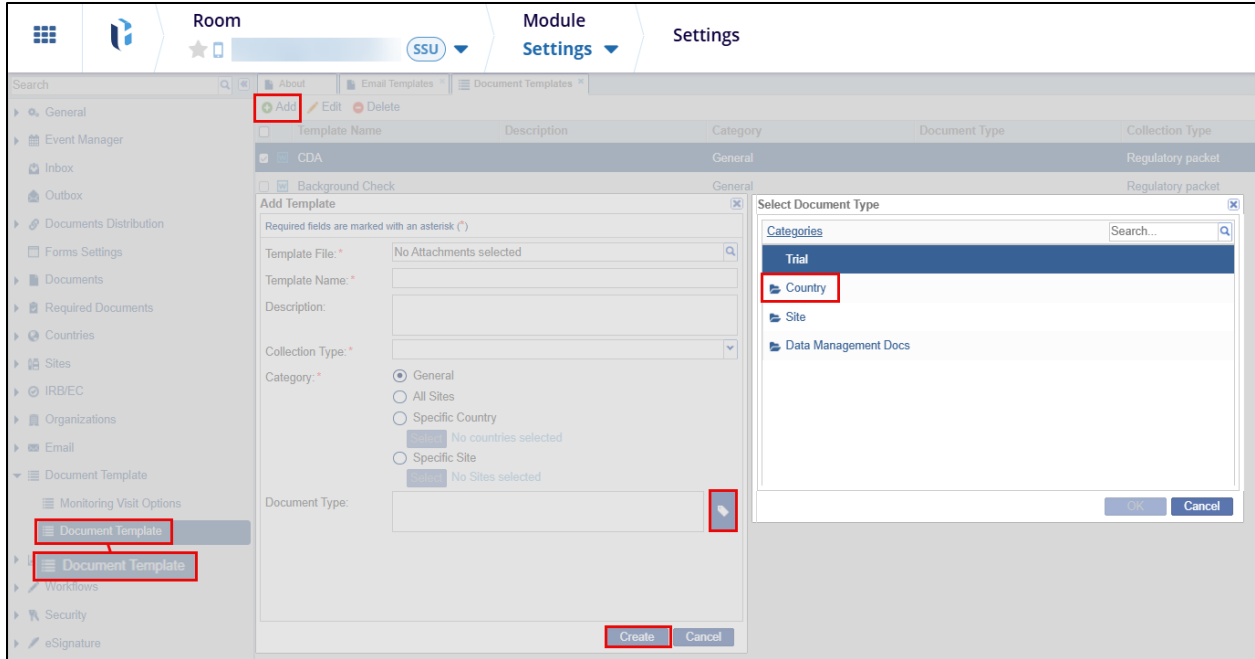 Room
Module
Settings
SSU
Settings
Search
About
Email Templates
Document Templates
General
Event Manager
Inbox
Outbox
Documents Distribution
Forms Settings
Documents
Required Documents
Countries
Sites
IRB/EC
Organizations
Email
Document Template
Monitoring Visit Options
Document Template
Document Template
Workflows
Security
eSignature
Add Edit Delete
Template Name Description Category Document Type Collection Type
CDA General Regulatory packet
Background Check General Regulatory packet
Add Template
Required fields are marked with an asterisk (*)
Template File: * No Attachments selected
Template Name: *
Description:
Collection Type: *
Category: * General
All Sites
Specific Country
Select No countries selected
Specific Site
Select No Sites selected
Document Type:
Create Cancel
Select Document Type
Categories Search...
Trial
Country
Site
Data Management Docs
OK Cancel